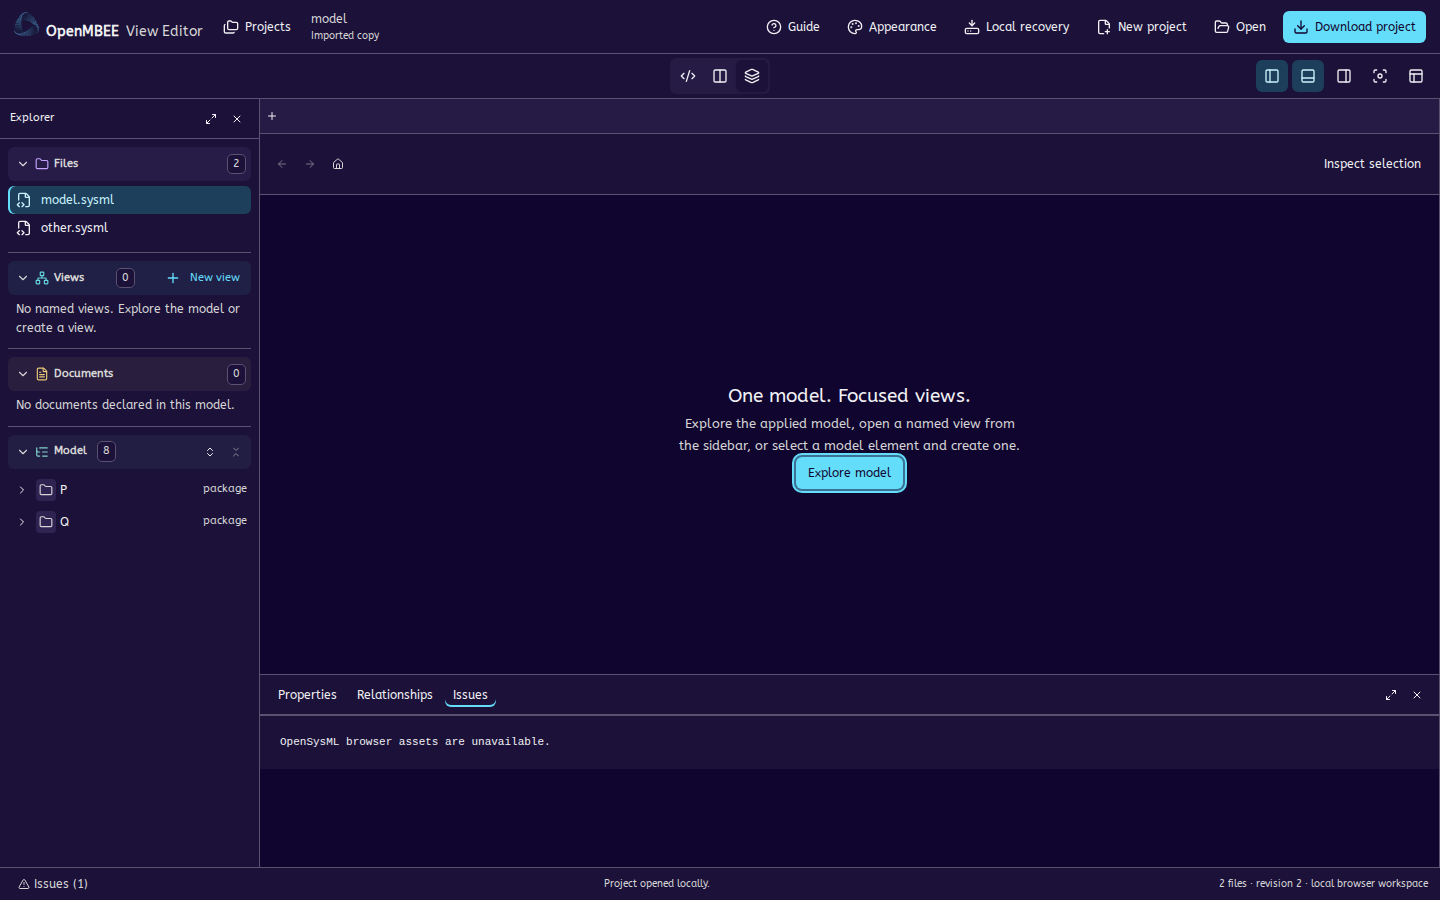 OpenMBEE View Editor
Projects
model
Imported copy
Guide
Appearance
Local recovery
New project
Open
Download project
Explorer
Files
2
model.sysml
other.sysml
Views
0
New view
No named views. Explore the model or
create a view.
Documents
0
No documents declared in this model.
Model
8
P
package
Q
package
Inspect selection
One model. Focused views.
Explore the applied model, open a named view from
the sidebar, or select a model element and create one.
Explore model
Properties
Relationships
Issues
OpenSysML browser assets are unavailable.
Issues (1)
Project opened locally.
2 files · revision 2 · local browser workspace